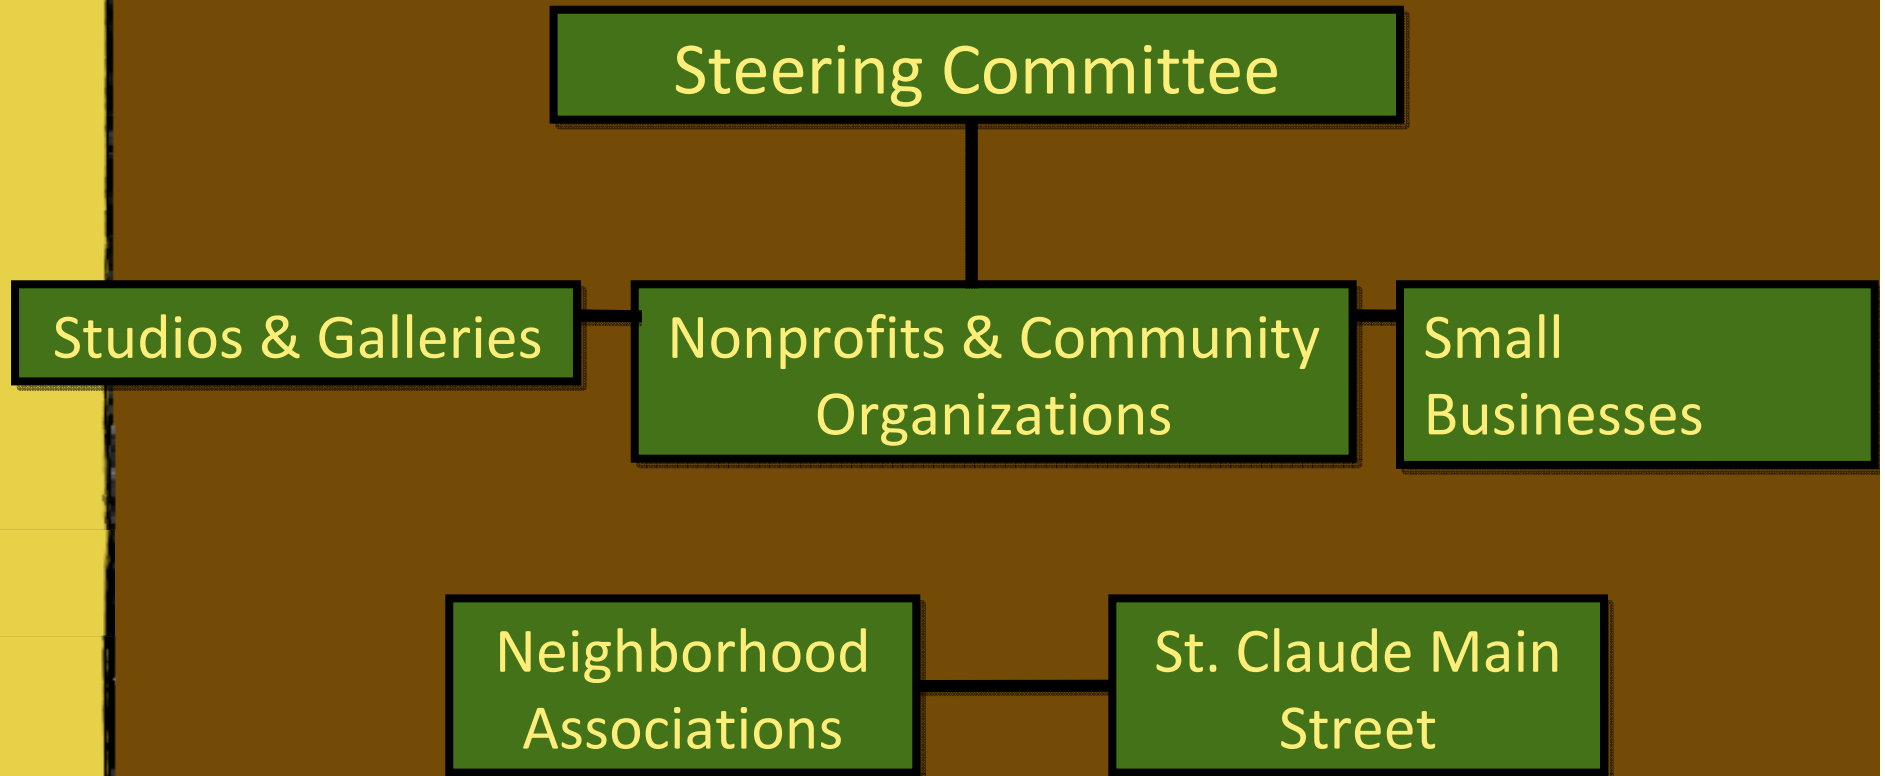 Steering Committee
Studios & Galleries
Nonprofits & Community
Organizations
Small
Businesses
Neighborhood
Associations
St. Claude Main
Street